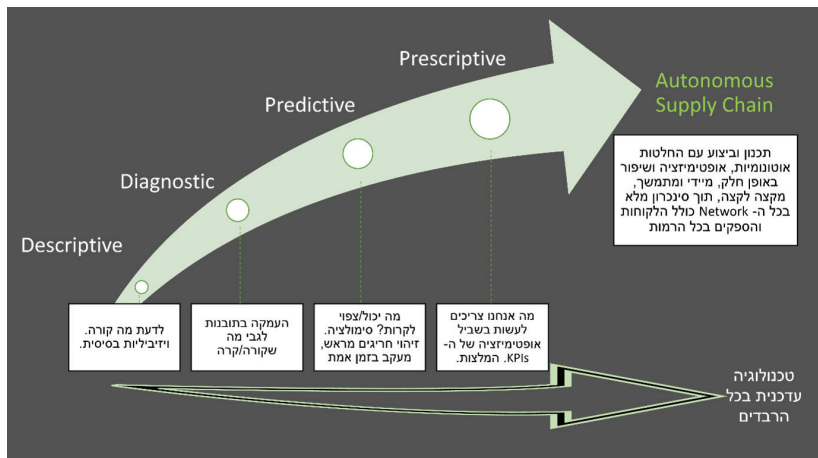 Prescriptive
Autonomous
Supply Chain
Predictive
תכנון וביצוע עם החלטות
אוטונומיות, אופטימיזציה ושיפור
באופן חלק, מיידי ומתמשך,
מקצה לקצה, תוך סינכרון מלא
בכל ה- Network כולל הלקוחות
והספקים בכל הרמות
Diagnostic
Descriptive
לדעת מה קורה.
ויזיביליות בסיסית.
העמקה בתובנות
לגבי מה
שקורה/קרה
מה יכול/צפוי
לקרות? סימולציה.
זיהוי חריגים מראש,
מעקב בזמן אמת
מה אנחנו צריכים
לעשות בשביל
אופטימיזציה של ה-
KPIs. המלצות.
טכנולוגיה
עדכנית בכל
הרבדים